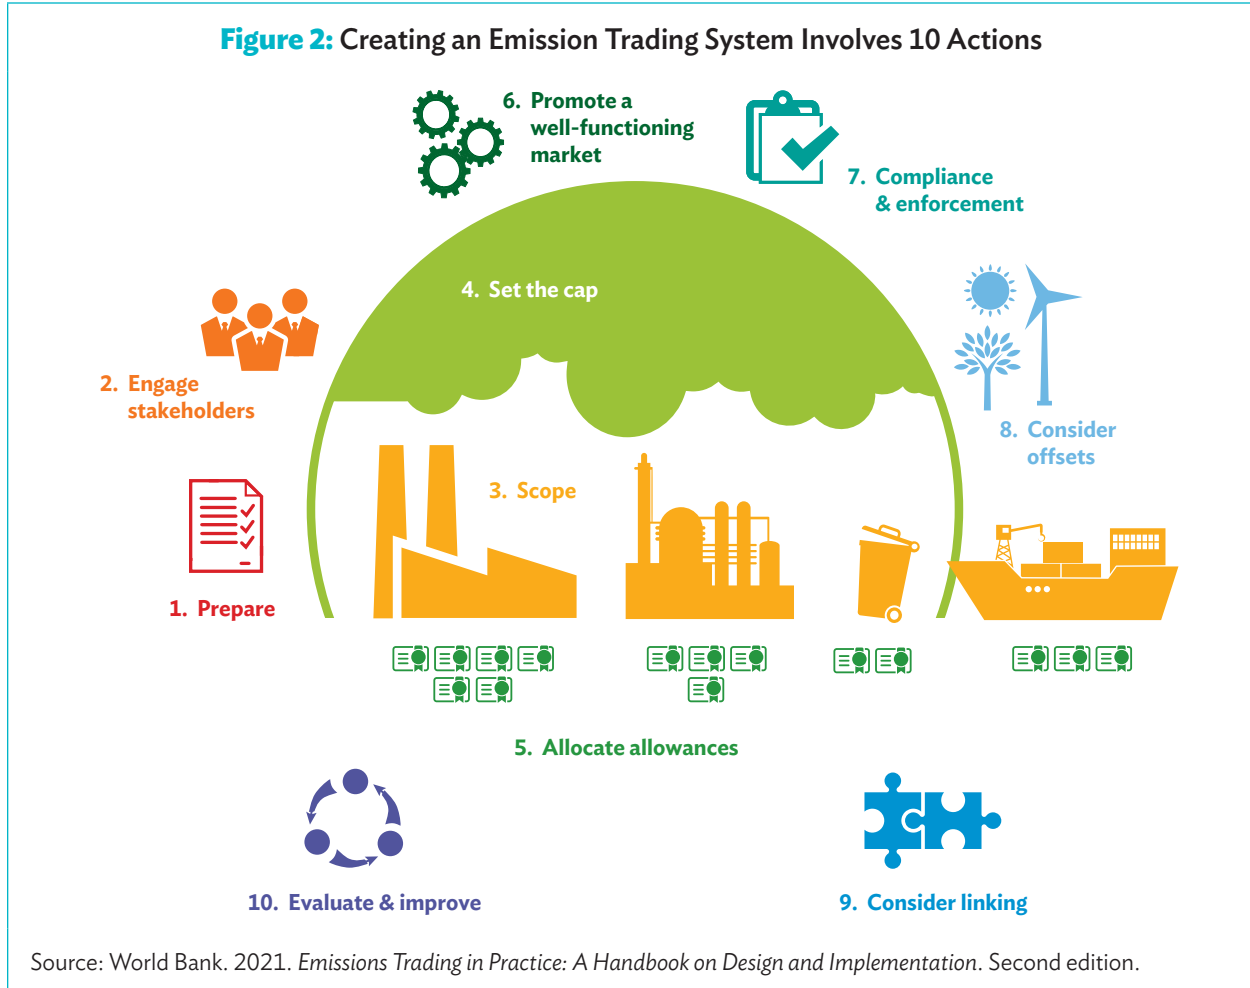 Figure 2: Creating an Emission Trading System Involves 10 Actions
6. Promote a
well-functioning
market
7. Compliance
& enforcement
4. Set the cap
2. Engage
stakeholders
8. Consider
offsets
3. Scope
1. Prepare
5. Allocate allowances
10. Evaluate & improve
9. Consider linking
Source: World Bank. 2021. Emissions Trading in Practice: A Handbook on Design and Implementation. Second edition.